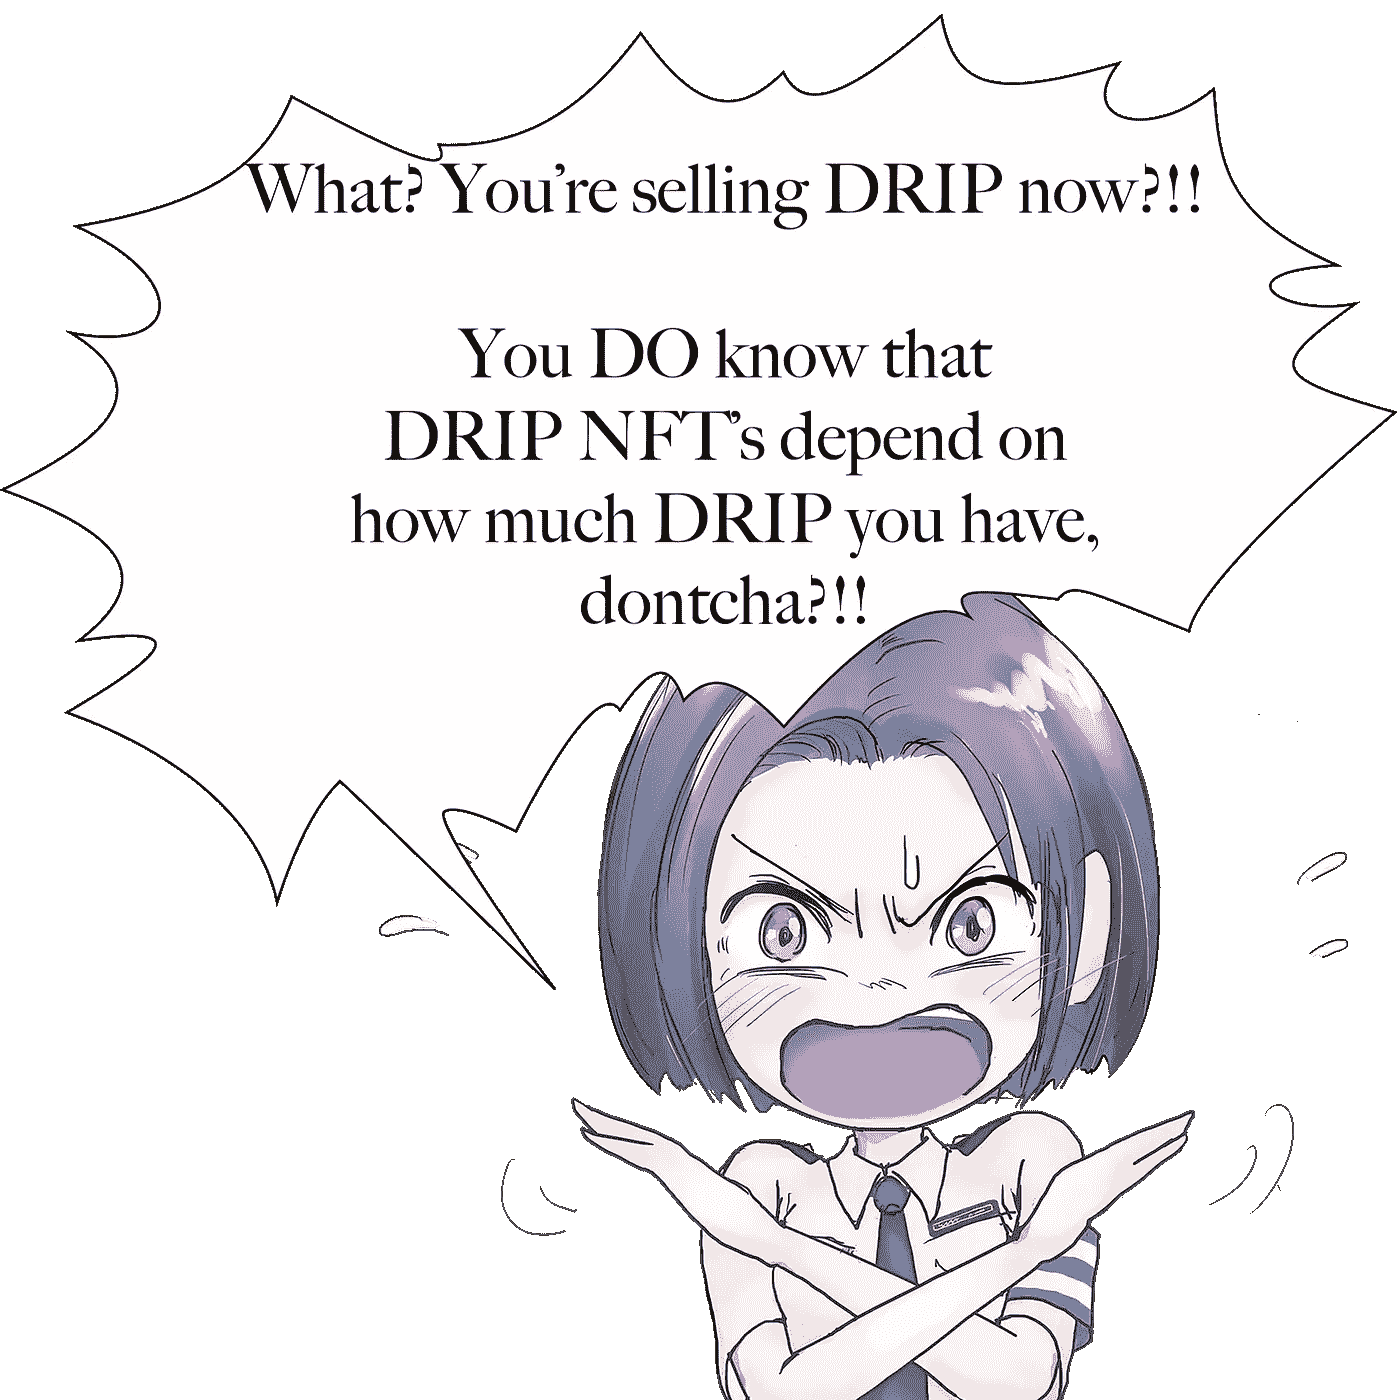 What? You’re selling DRIP now?!!
You DO know that
DRIP NFT’s depend on
how much DRIP you have,
dontcha?!!